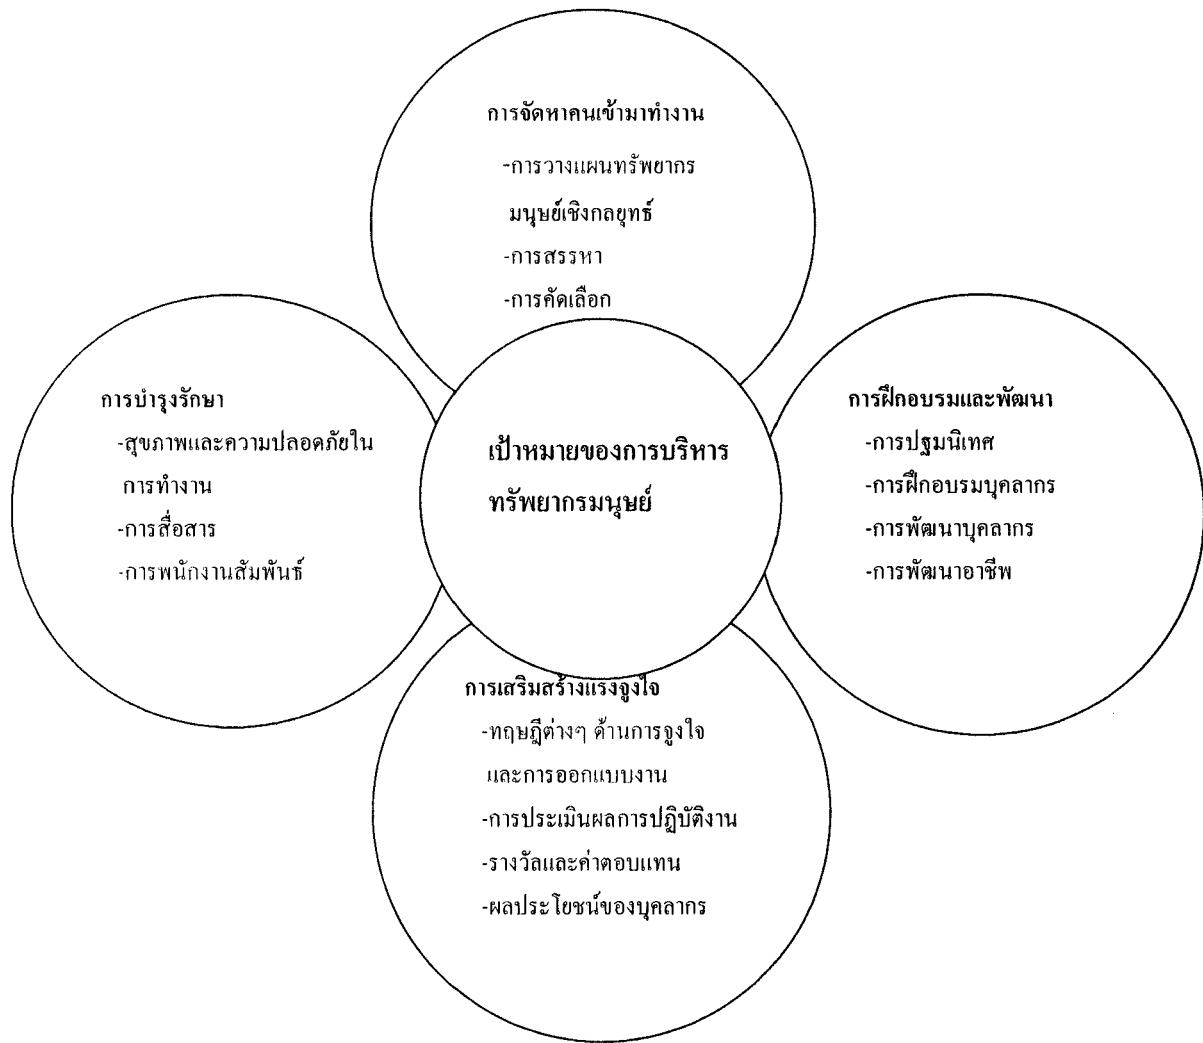 การจัดหาคนเข้ามาทำงาน
-การวางแผนทรัพยากร
มนุษย์เชิงกลยุทธ์
-การสรรหา
-การคัดเลือก
การบำรุงรักษา
-สุขภาพและความปลอดภัยใน
การทำงาน
-การสื่อสาร
-การพนักงานสัมพันธ์
เป้าหมายของการบริหาร
ทรัพยากรมนุษย์
การฝึกอบรมและพัฒนา
-การปฐมนิเทศ
-การฝึกอบรมบุคลากร
-การพัฒนาบุคลากร
-การพัฒนาอาชีพ
การเสริมสร้างแรงจูงใจ
-ทฤษฎีต่างๆ ด้านการจูงใจ
และการออกแบบงาน
-การประเมินผลการปฏิบัติงาน
-รางวัลและค่าตอบแทน
-ผลประโยชน์ของบุคลากร